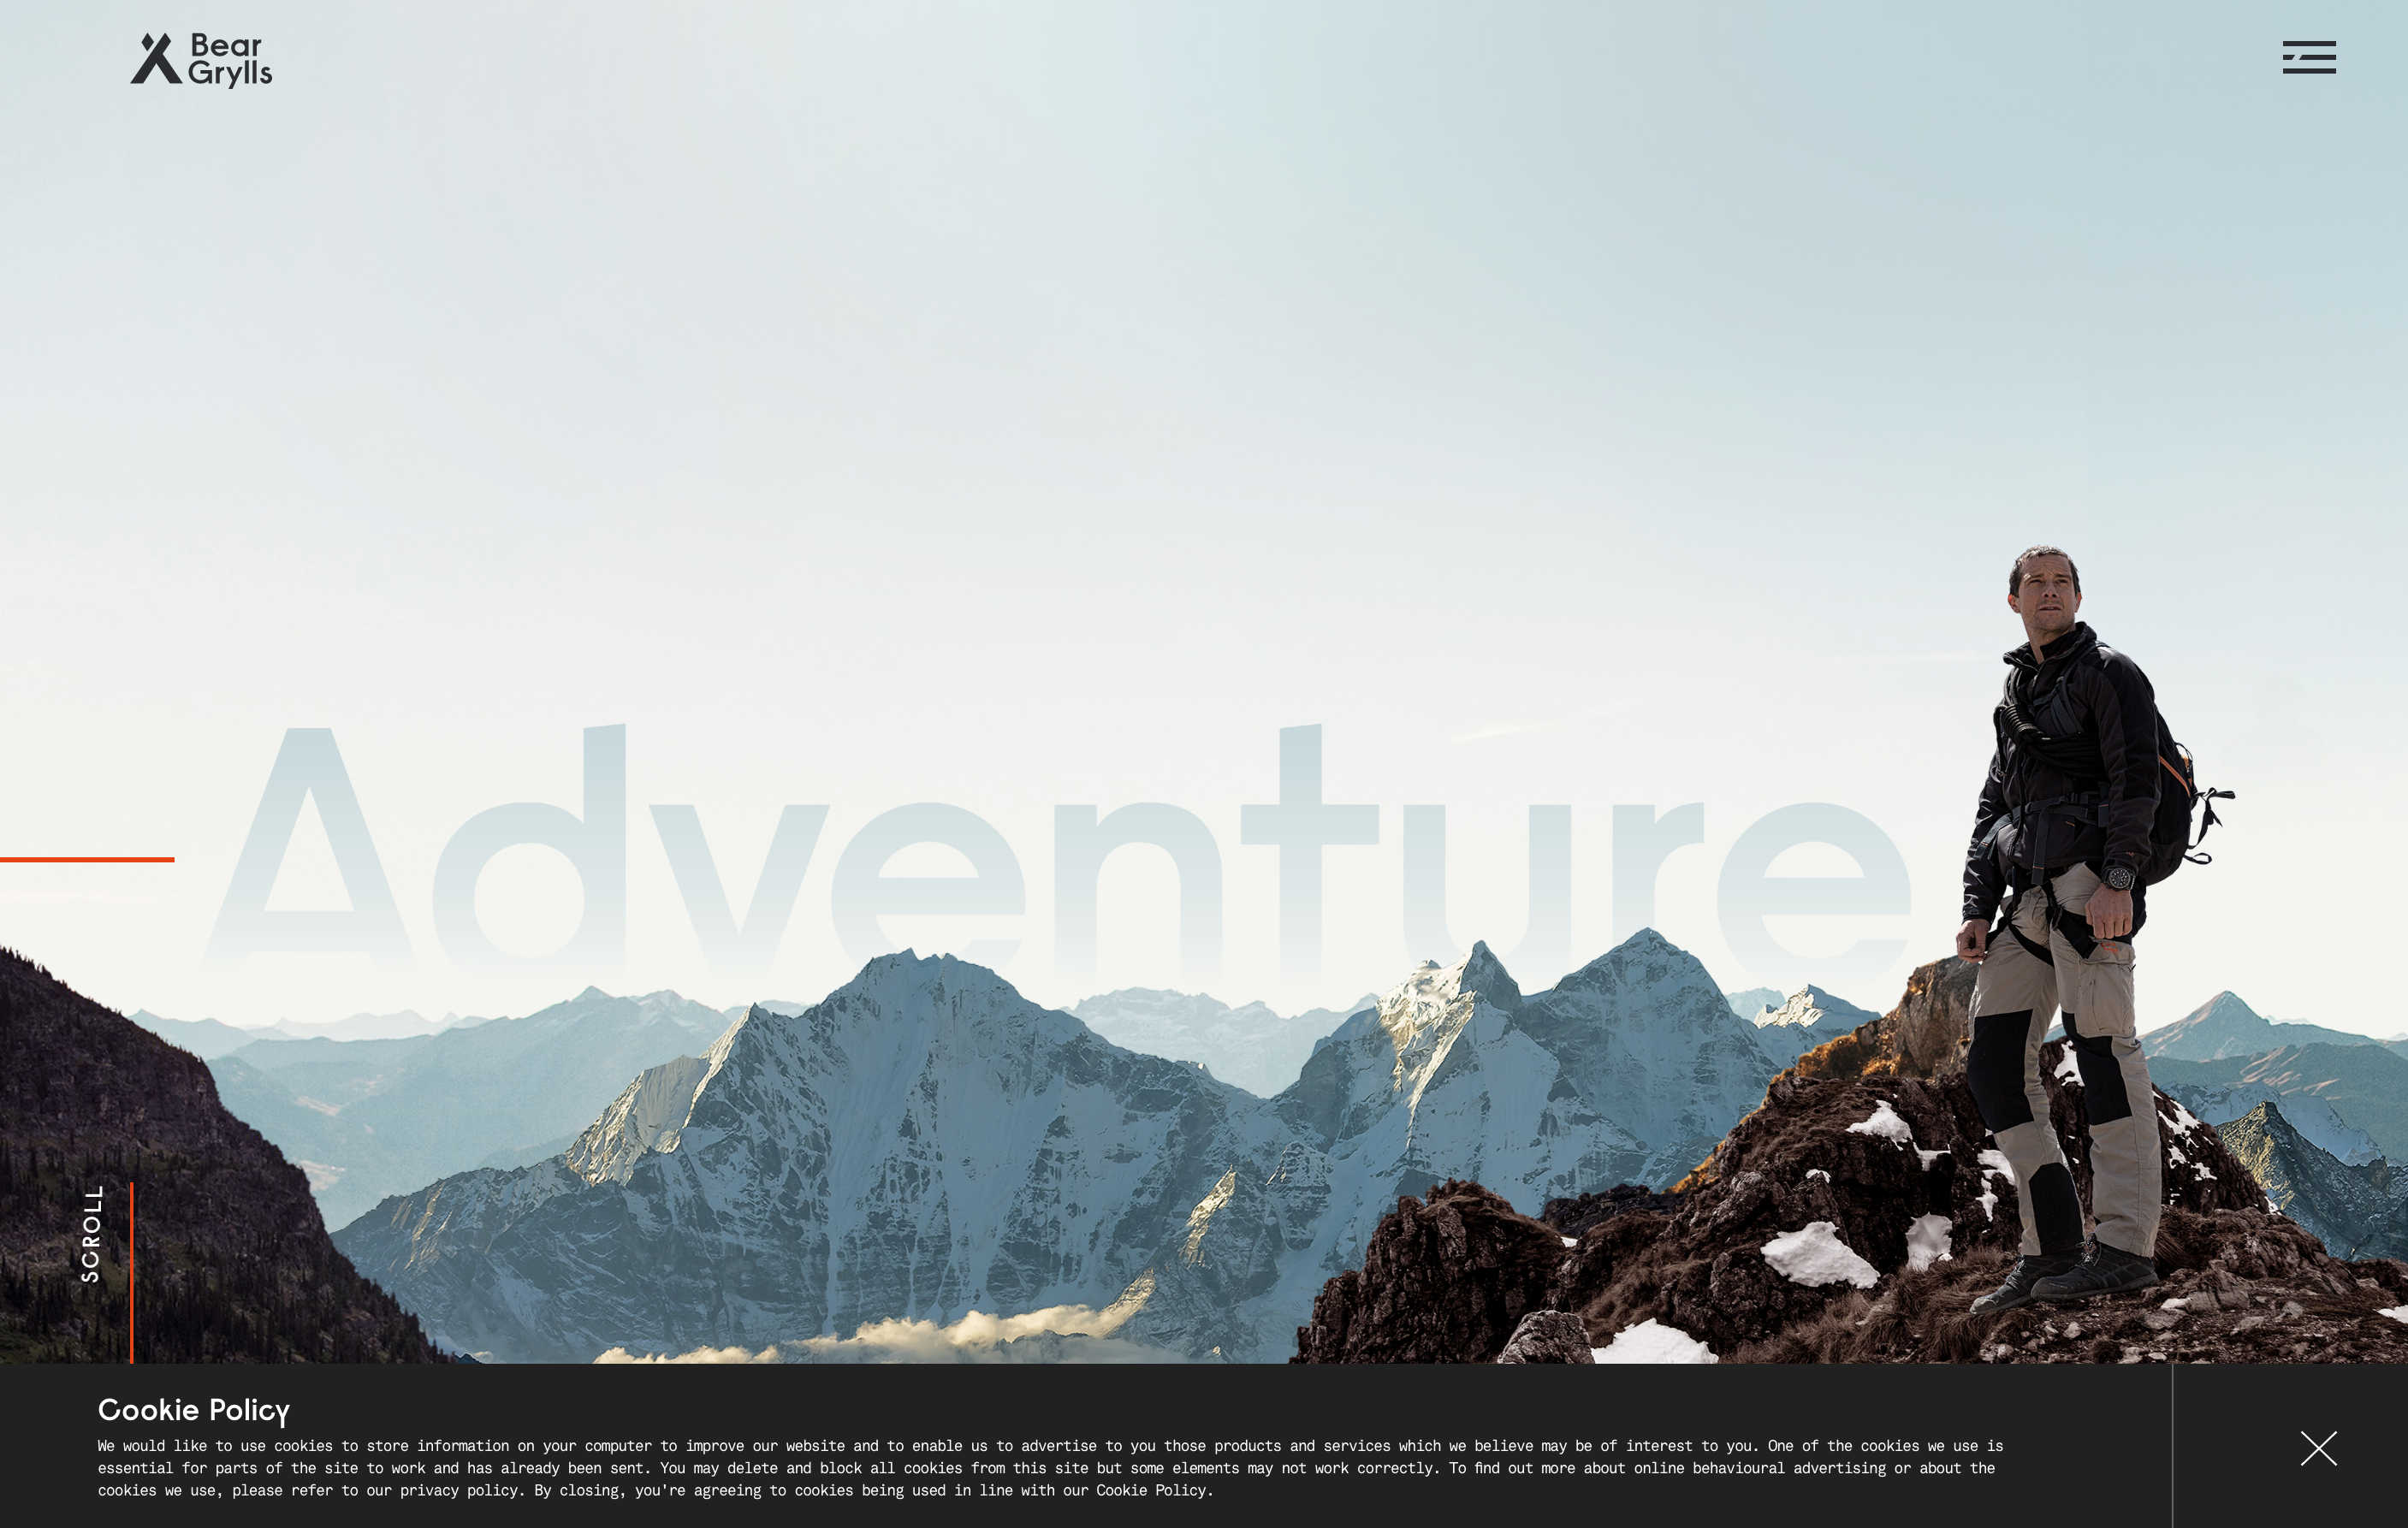 Bear
Grylls
Adventure
SCROLL
Cookie Policy
We would like to use cookies to store information on your computer to improve our website and to enable us to advertise to you those products and services which we believe may be of interest to you. One of the cookies we use is
essential for parts of the site to work and has already been sent. You may delete and block all cookies from this site but some elements may not work correctly. To find out more about online behavioural advertising or about the
cookies we use, please refer to our privacy policy. By closing, you're agreeing to cookies being used in line with our Cookie Policy.